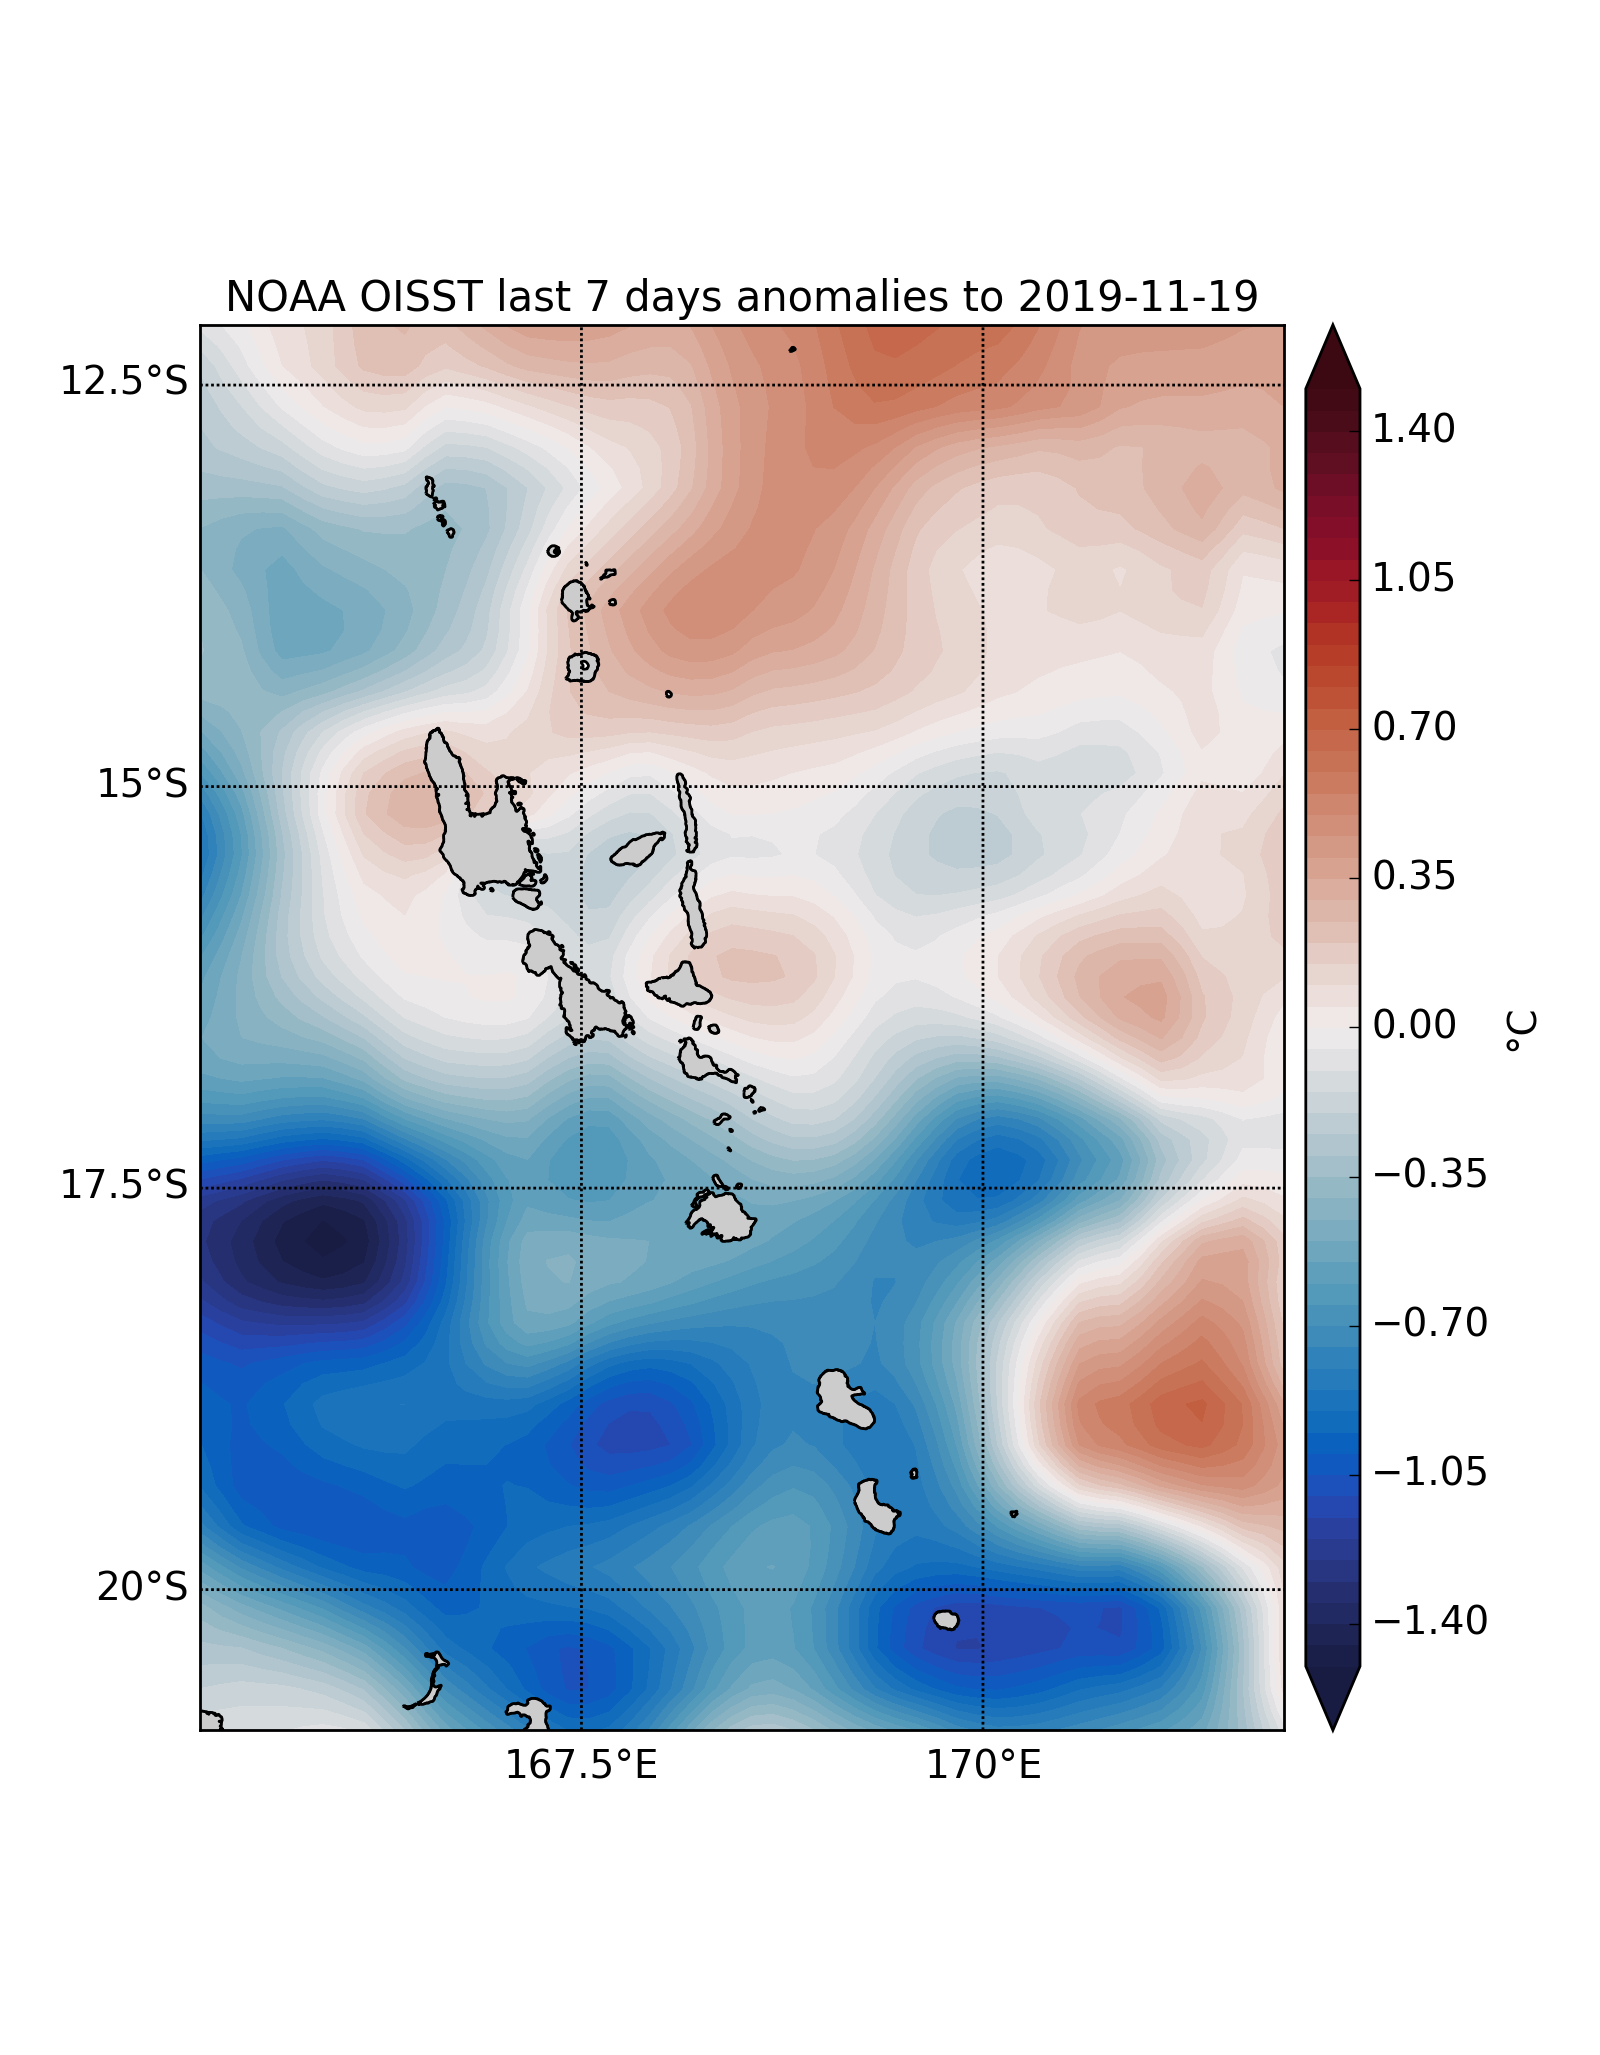 NOAA OISST last 7 days anomalies to 2019-11-19
12.5°S
15°S
17.5°S
20°S
167.5°E
170°E
1.40
1.05
0.70
0.35
0.00
−0.35
−0.70
−1.05
−1.40
°C